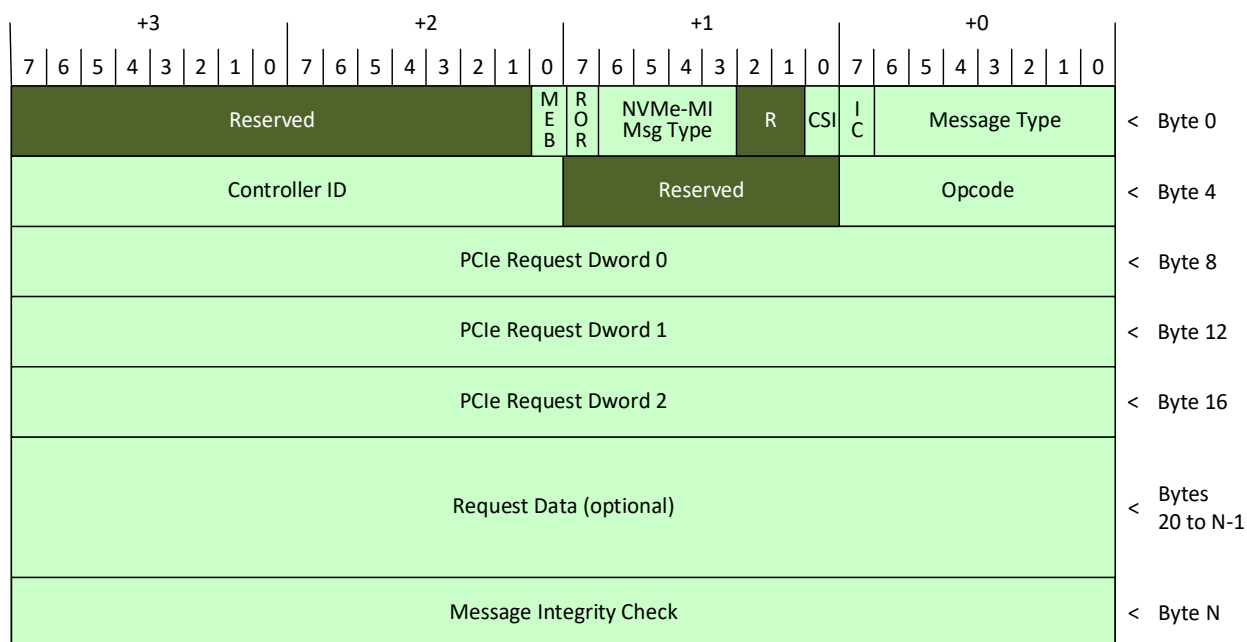 +3 +2 +1 +0
7 6 5 4 3 2 1 0 7 6 5 4 3 2 1 0 7 6 5 4 3 2 1 0 7 6 5 4 3 2 1 0
Reserved MEB ROR NVMe-MI Msg Type R CSI IC Message Type < Byte 0
Controller ID Reserved Opcode < Byte 4
PCIe Request Dword 0 < Byte 8
PCIe Request Dword 1 < Byte 12
PCIe Request Dword 2 < Byte 16
Request Data (optional) < Bytes 20 to N-1
Message Integrity Check < Byte N